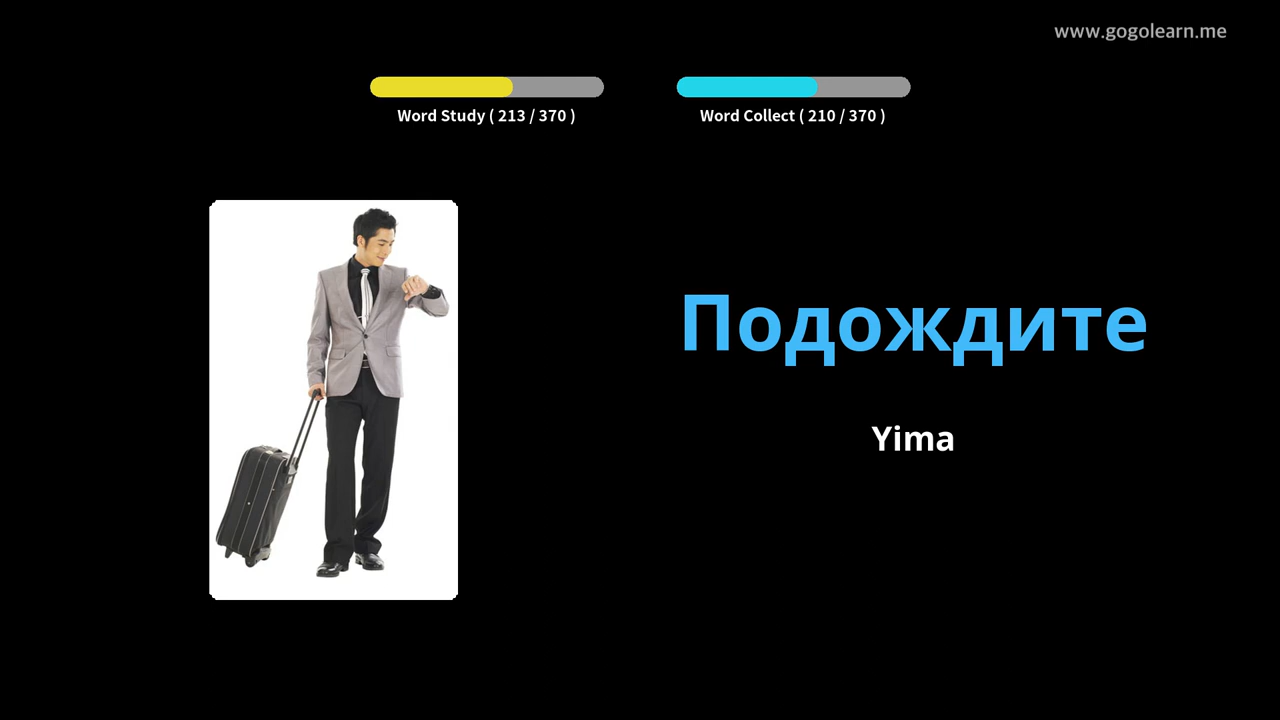 www.gogolearn.me
Word Study ( 213 / 370 )
Word Collect ( 210 / 370 )
Подождите
Yima